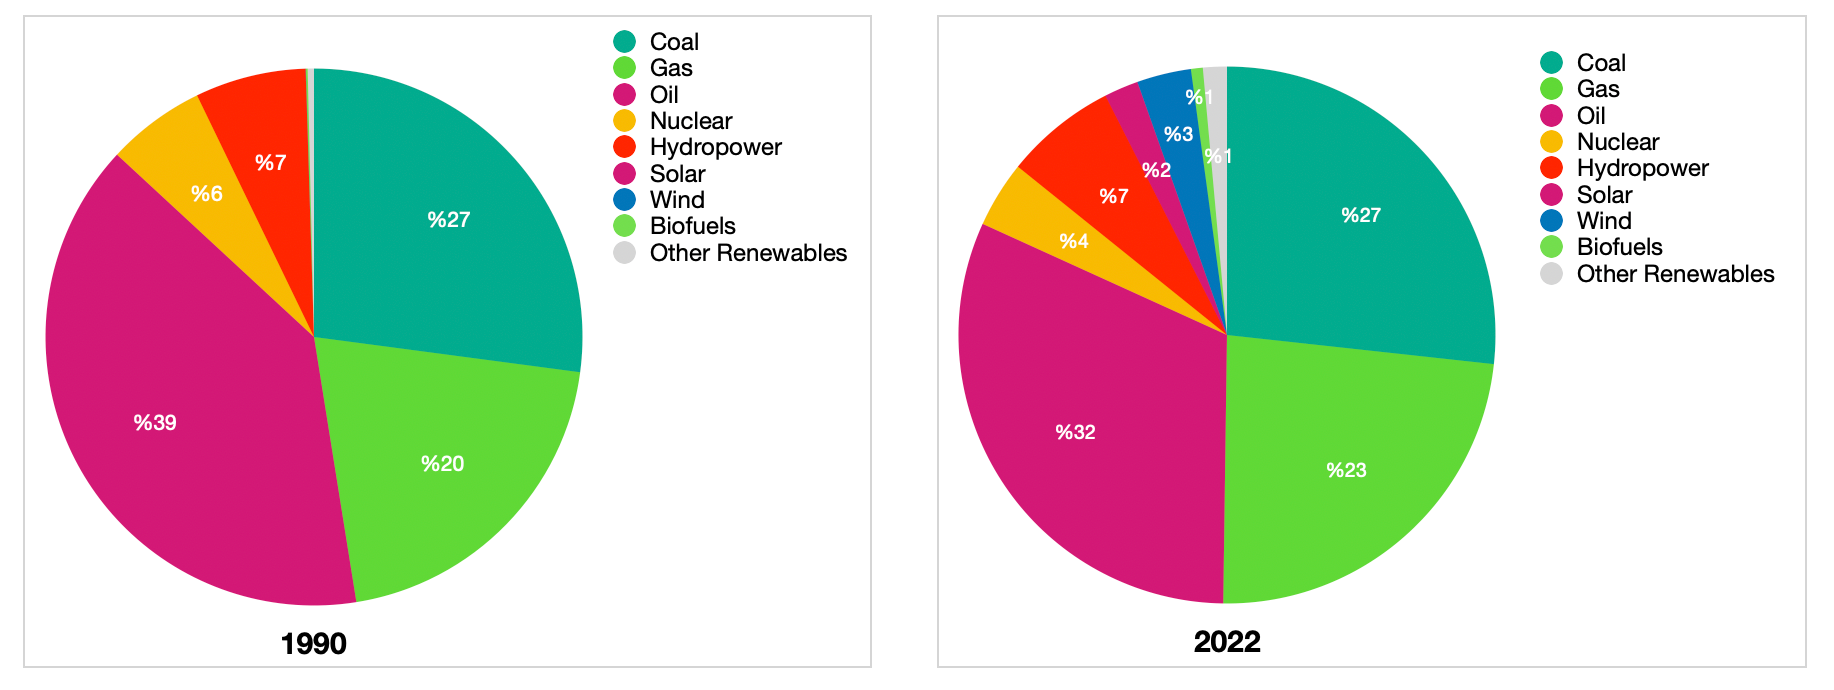 Coal
Gas
Oil
Nuclear
Hydropower
Solar
Wind
Biofuels
Other Renewables
%7
%6
%27
%39
%20
1990
Coal
Gas
Oil
Nuclear
Hydropower
Solar
Wind
Biofuels
Other Renewables
%1
%3
%1
%2
%7
%27
%4
%32
%23
2022